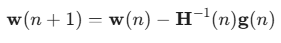 w(n + 1) = w(n) − H⁻¹(n)g(n)